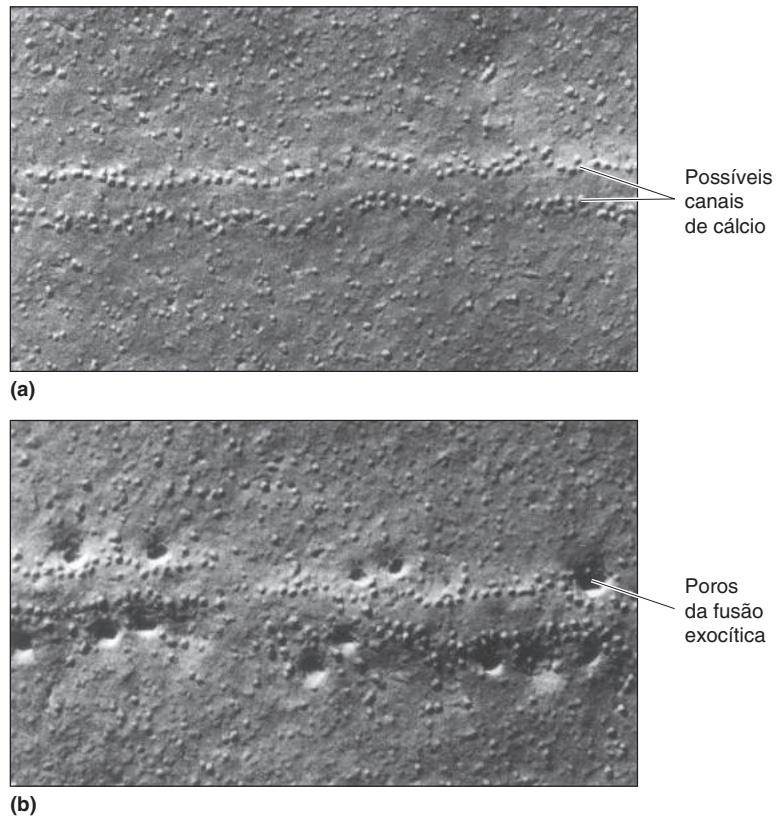 Possíveis
canais
de cálcio
(a)
Poros
da fusão
exocítica
(b)